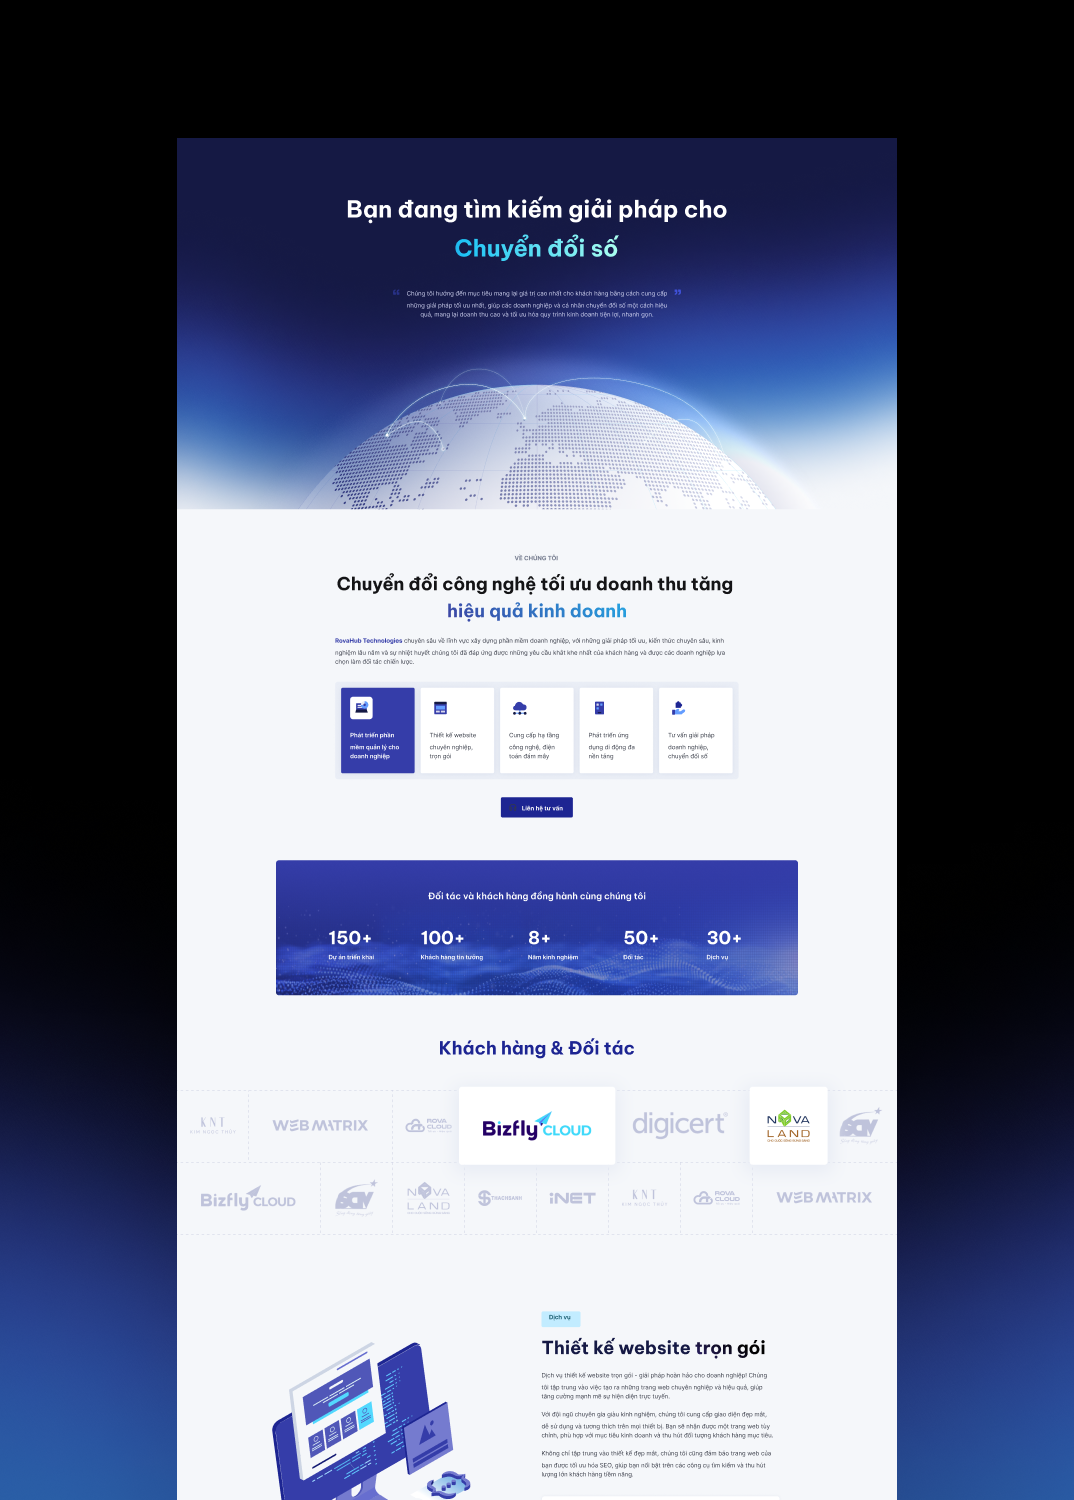 Bạn đang tìm kiếm giải pháp cho
Chuyển đổi số
“ Chúng tôi hướng đến mục tiêu mang lại giá trị cao nhất cho khách hàng bằng cách cung cấp ”
những giải pháp tối ưu nhất, giúp các doanh nghiệp và cá nhân chuyển đổi số một cách hiệu
quả, mang lại doanh thu cao và tối ưu hóa quy trình kinh doanh tiện lợi, nhanh gọn.
VỀ CHÚNG TÔI
Chuyển đổi công nghệ tối ưu doanh thu tăng
hiệu quả kinh doanh
RovaHub Technologies chuyên sâu về lĩnh vực xây dựng phần mềm doanh nghiệp, với những giải pháp tối ưu, kiến thức chuyên sâu, kinh
nghiệm lâu năm và sự nhiệt huyết chúng tôi đã đáp ứng được những yêu cầu khắt khe nhất của khách hàng và được các doanh nghiệp lựa
chọn làm đối tác chiến lược.
Phát triển phần
mềm quản lý cho
doanh nghiệp
Thiết kế website
chuyên nghiệp,
trọn gói
Cung cấp hạ tầng
công nghệ, điện
toán đám mây
Phát triển ứng
dụng di động đa
nền tảng
Tư vấn giải pháp
doanh nghiệp,
chuyển đổi số
Liên hệ tư vấn
Đối tác và khách hàng đồng hành cùng chúng tôi
150+ 100+ 8+ 50+ 30+
Dự án triển khai Khách hàng tin tưởng Năm kinh nghiệm Đối tác Dịch vụ
Khách hàng & Đối tác
KNT
KIM NGOC THUY
WEBMATRIX
ROVA
CLOUD
Bizfly CLOUD
digicert®
NOVA
LAND
Bizfly CLOUD
NOVA
LAND
THACHSANH
iNET
KNT
KIM NGOC THUY
ROVA
CLOUD
WEBMATRIX
Dịch vụ
Thiết kế website trọn gói
Dịch vụ thiết kế website trọn gói - giải pháp hoàn hảo cho doanh nghiệp! Chúng
tôi tập trung vào việc tạo ra những trang web chuyên nghiệp và hiệu quả, giúp
tăng cường mạnh mẽ sự hiện diện trực tuyến.
Với đội ngũ chuyên gia giàu kinh nghiệm, chúng tôi cung cấp giao diện đẹp mắt,
dễ sử dụng và tương thích trên mọi thiết bị. Bạn sẽ nhận được một trang web tùy
chỉnh, phù hợp với mục tiêu kinh doanh và thu hút đối tượng khách hàng mục tiêu.
Không chỉ tập trung vào thiết kế đẹp mắt, chúng tôi cũng đảm bảo trang web của
bạn được tối ưu hóa SEO, giúp bạn nổi bật trên các công cụ tìm kiếm và thu hút
lượng lớn khách hàng tiềm năng.